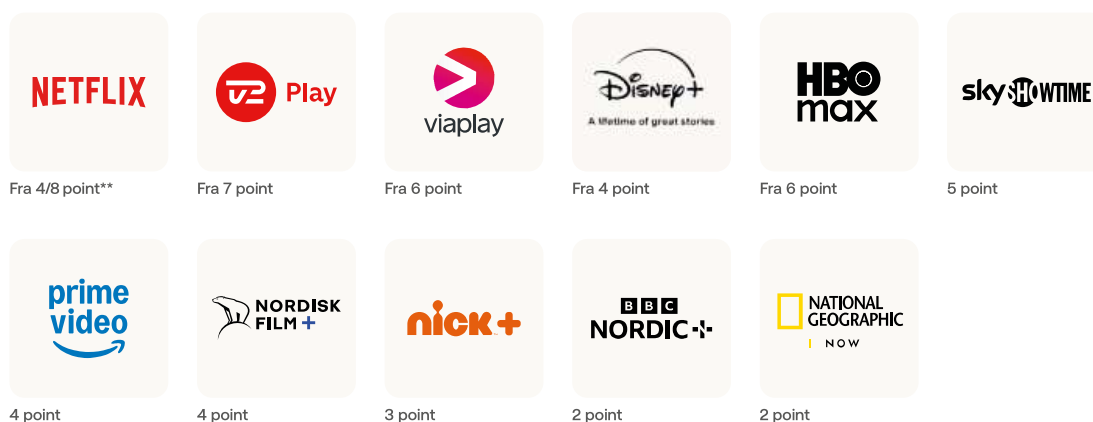 NETFLIX
TV2 Play
viaplay
Disney+
A lifetime of great stories
HBO
max
sky SHOWTIME
Fra 4/8 point**
Fra 7 point
Fra 6 point
Fra 4 point
Fra 6 point
5 point
prime
video
NORDISK
FILM +
nick+
BBC
NORDIC+
NATIONAL
GEOGRAPHIC
NOW
4 point
4 point
3 point
2 point
2 point